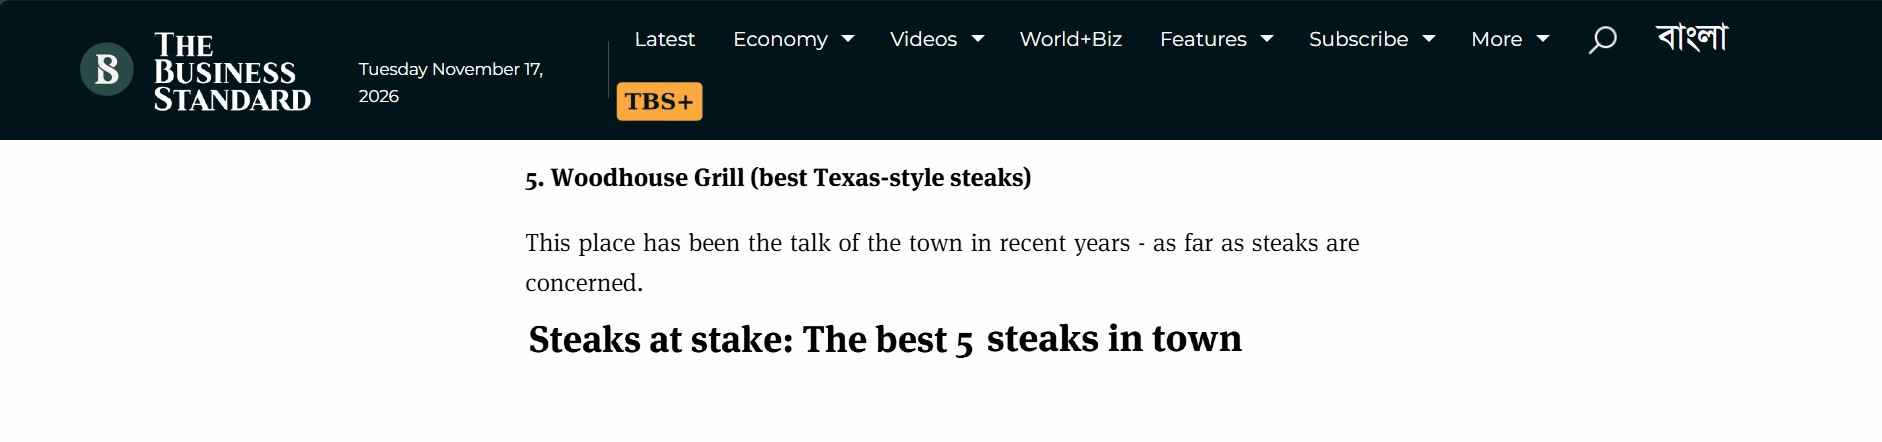 THE
BUSINESS
STANDARD
Tuesday November 17,
2026
Latest Economy Videos World+Biz Features Subscribe More বাংলা
TBS+
5. Woodhouse Grill (best Texas-style steaks)
This place has been the talk of the town in recent years - as far as steaks are
concerned.
Steaks at stake: The best 5 steaks in town